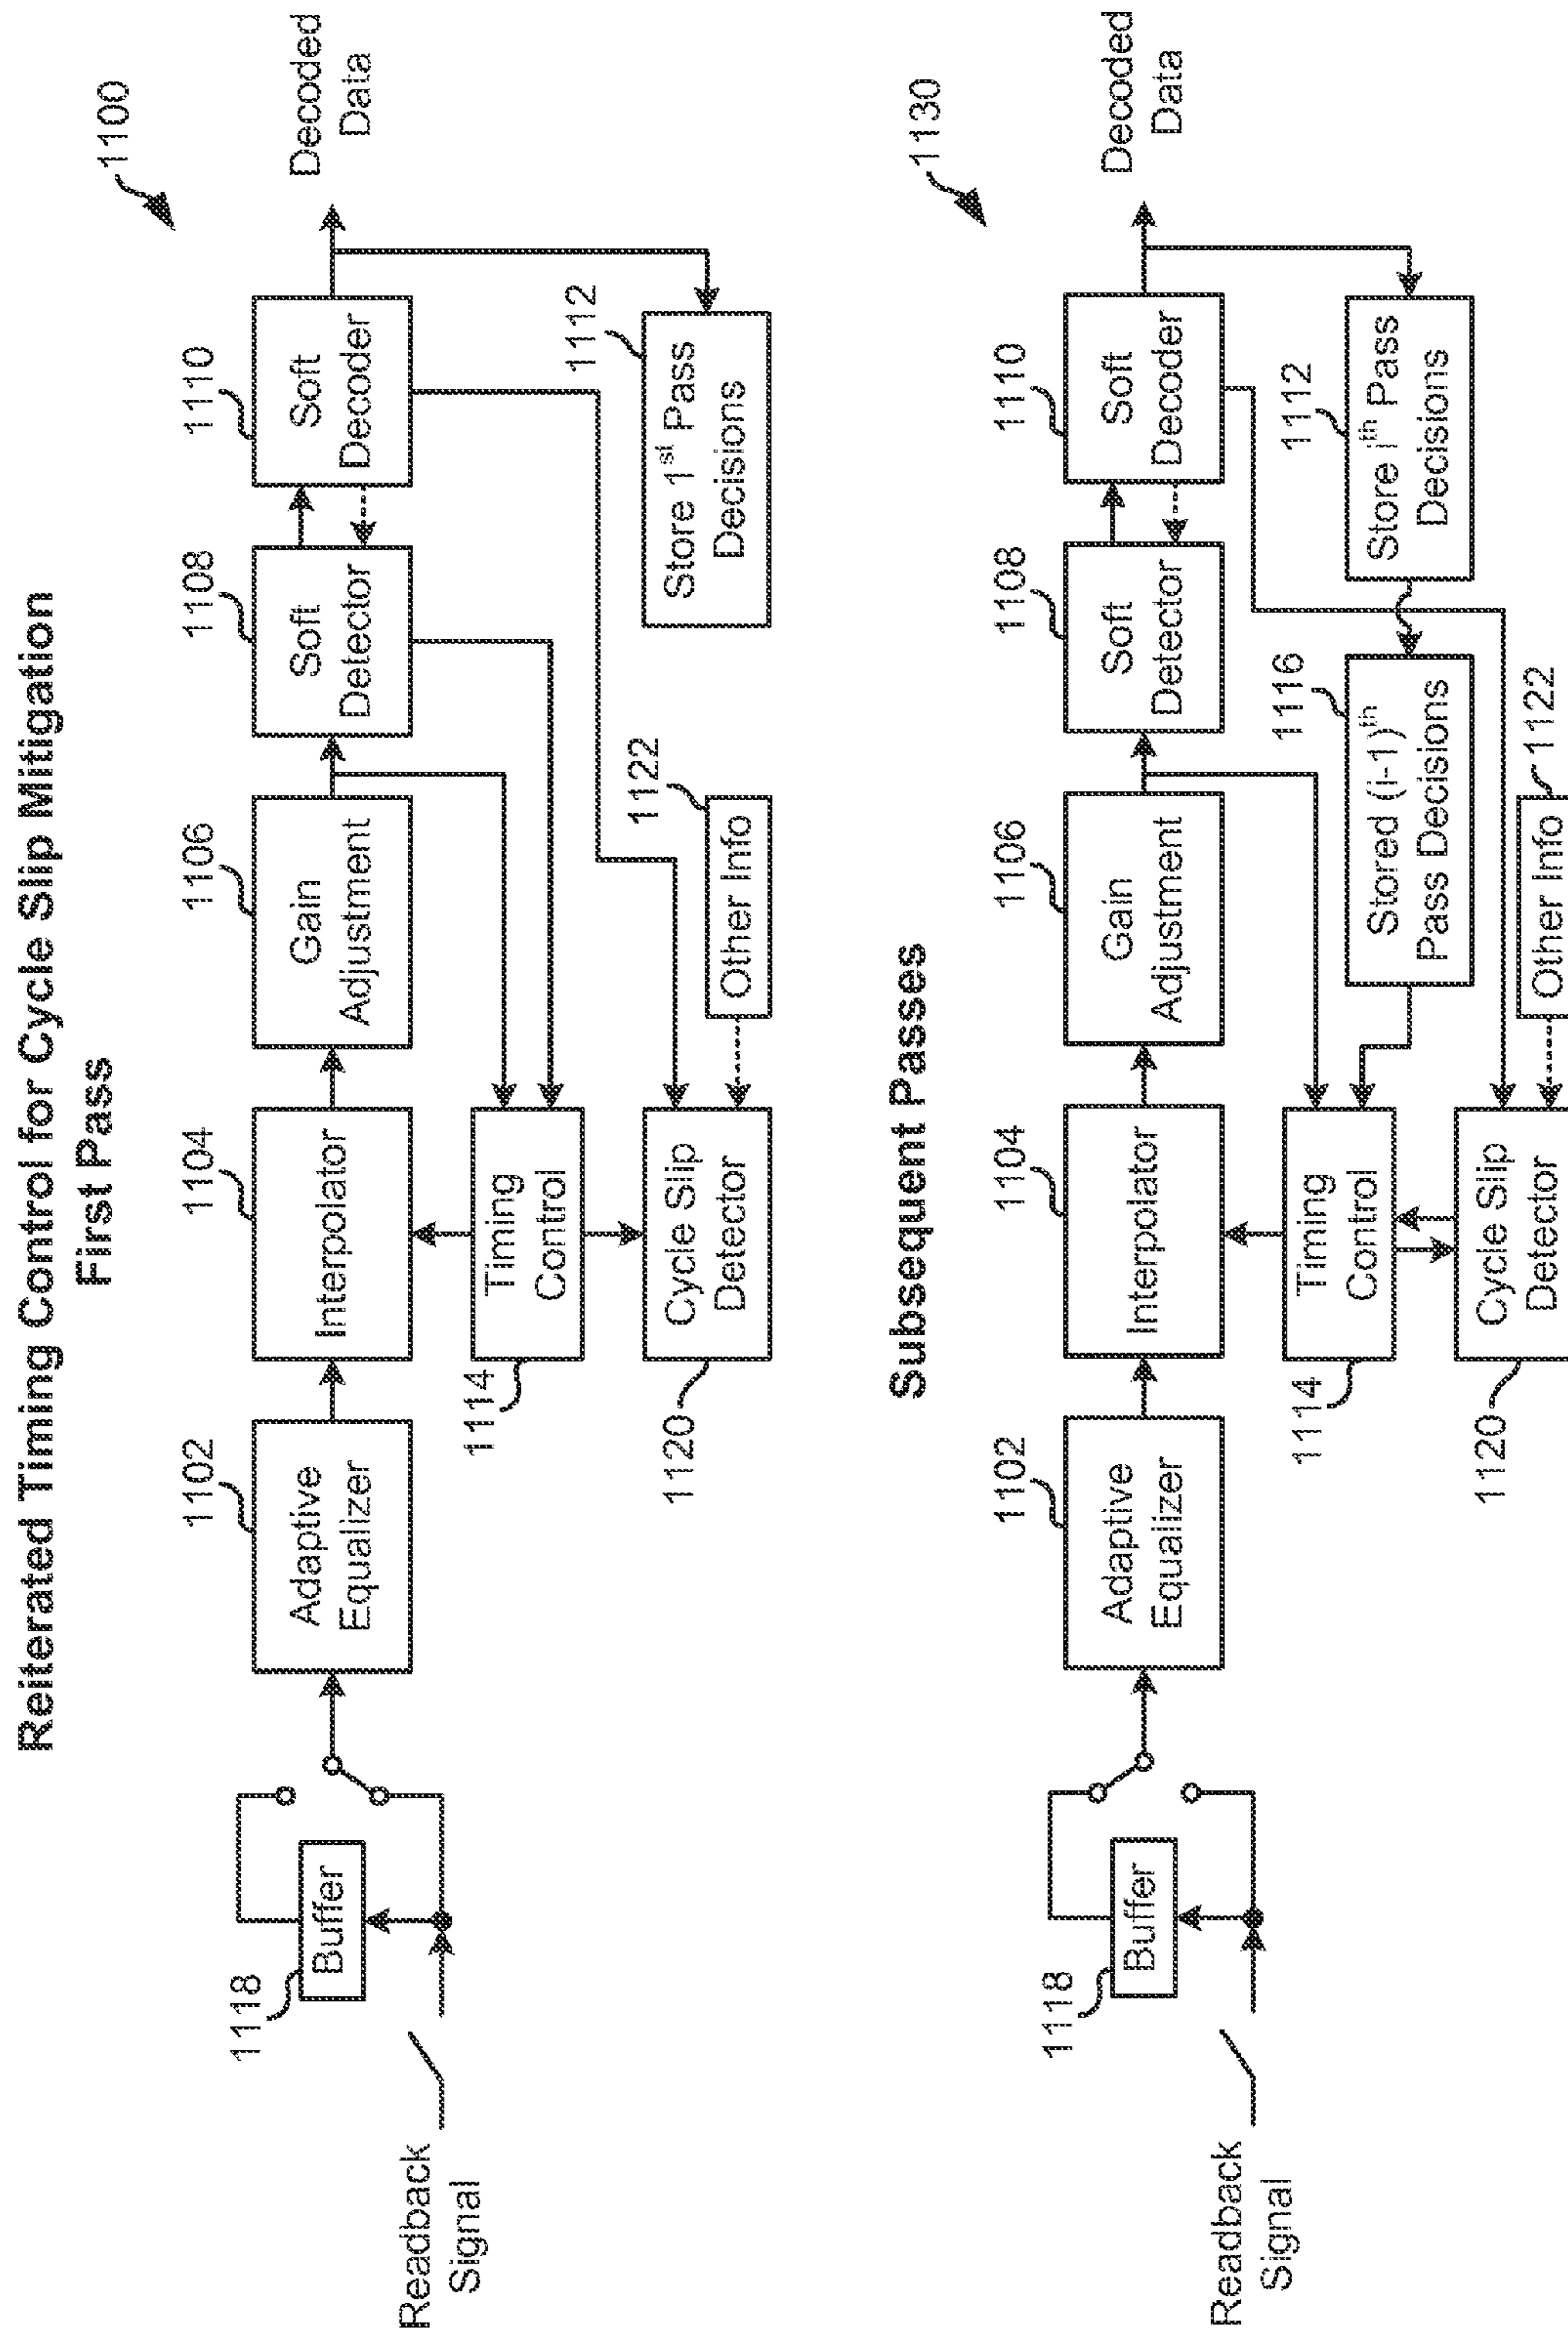 Reiterated Timing Control for Cycle Slip Mitigation
First Pass
1100
1102
1104
1106
1108
1110
1118
Buffer
Adaptive
Equalizer
Interpolator
Gain
Adjustment
Soft
Detector
Soft
Decoder
Decoded
Data
Readback
Signal
1114
Timing
Control
1112
Store 1st Pass
Decisions
1120
Cycle Slip
Detector
1122
Other Info
Subsequent Passes
1130
1102
1104
1106
1108
1110
1118
Buffer
Adaptive
Equalizer
Interpolator
Gain
Adjustment
Soft
Detector
Soft
Decoder
Decoded
Data
Readback
Signal
1114
Timing
Control
1116
Stored (i-1)th
Pass Decisions
1112
Store ith Pass
Decisions
1120
Cycle Slip
Detector
Other Info
1122